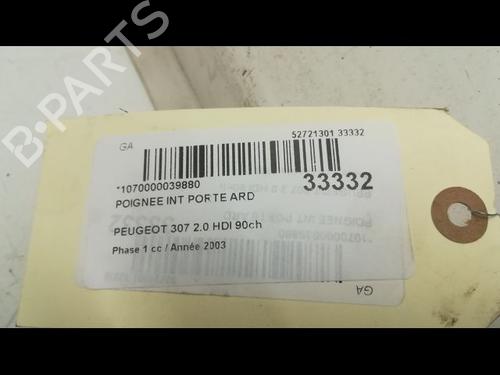 B-PARTS
GA
52721301 33332
*1070000039880
33332
POIGNEE INT PORTE ARD
PEUGEOT 307 2.0 HDI 90ch
Phase 1 cc / Année 2003
GA